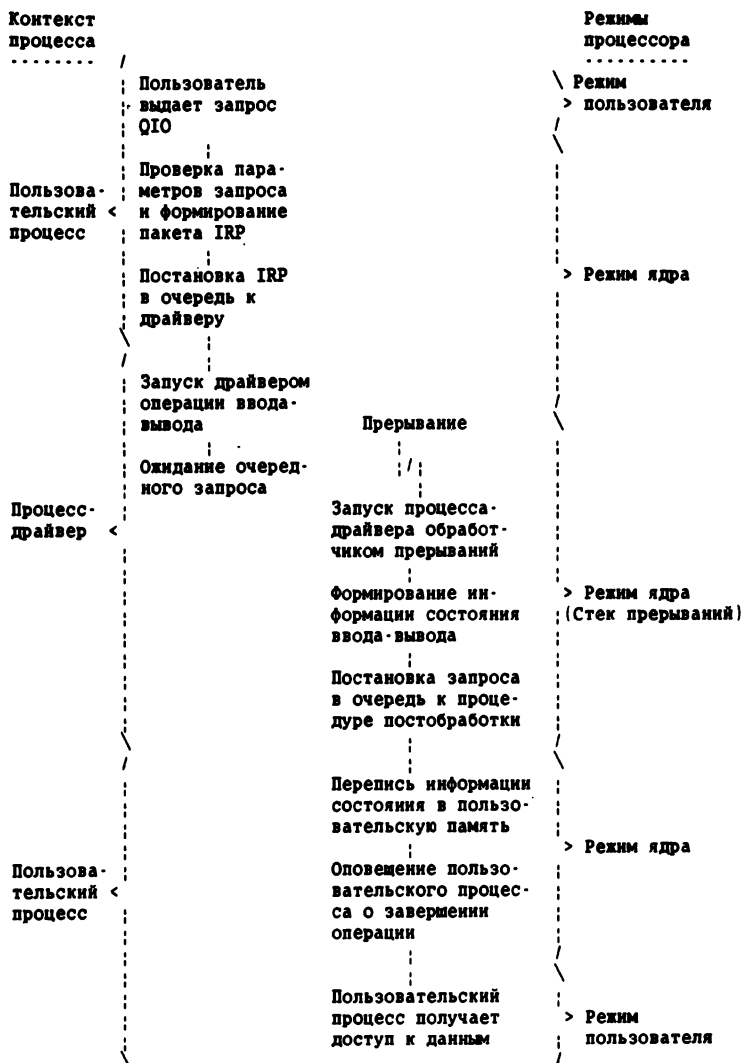 Контекст
процесса
Режимы
процессора
Пользователь
выдает запрос
QIO
Режим
> пользователя
Проверка пара-
метров запроса
и формирование
пакета IRP
Пользова-
тельский <
процесс
Постановка IRP
в очередь к
драйверу
> Режим ядра
Запуск драйвером
операции ввода-
вывода
Прерывание
Ожидание очеред-
ного запроса
Процесс-
драйвер <
Запуск процесса-
драйвера обработ-
чиком прерываний
Формирование ин-
формации состояния
ввода-вывода
> Режим ядра
(Стек прерываний)
Постановка запроса
в очередь к проце-
дуре постобработки
Перепись информации
состояния в пользо-
вательскую память
> Режим ядра
Пользова-
тельский <
процесс
Оповещение пользо-
вательского процес-
са о завершении
операции
Пользовательский
процесс получает
доступ к данным
> Режим
пользователя